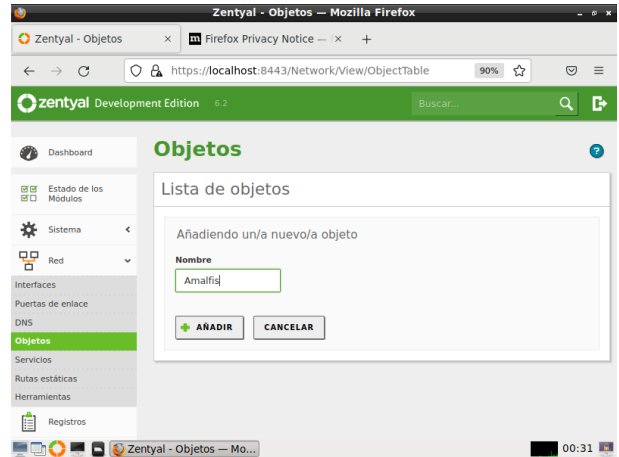 Zentyal - Objetos — Mozilla Firefox
Zentyal - Objetos
Firefox Privacy Notice —
https://localhost:8443/Network/View/ObjectTable
90%
zentyal Development Edition 6.2
Buscar...
Dashboard
Estado de los
Módulos
Sistema
Red
Interfaces
Puertas de enlace
DNS
Objetos
Servicios
Rutas estáticas
Herramientas
Registros
Objetos
Lista de objetos
Añadiendo un/a nuevo/a objeto
Nombre
Amalfis
AÑADIR
CANCELAR
Zentyal - Objetos — Mo...
00:31